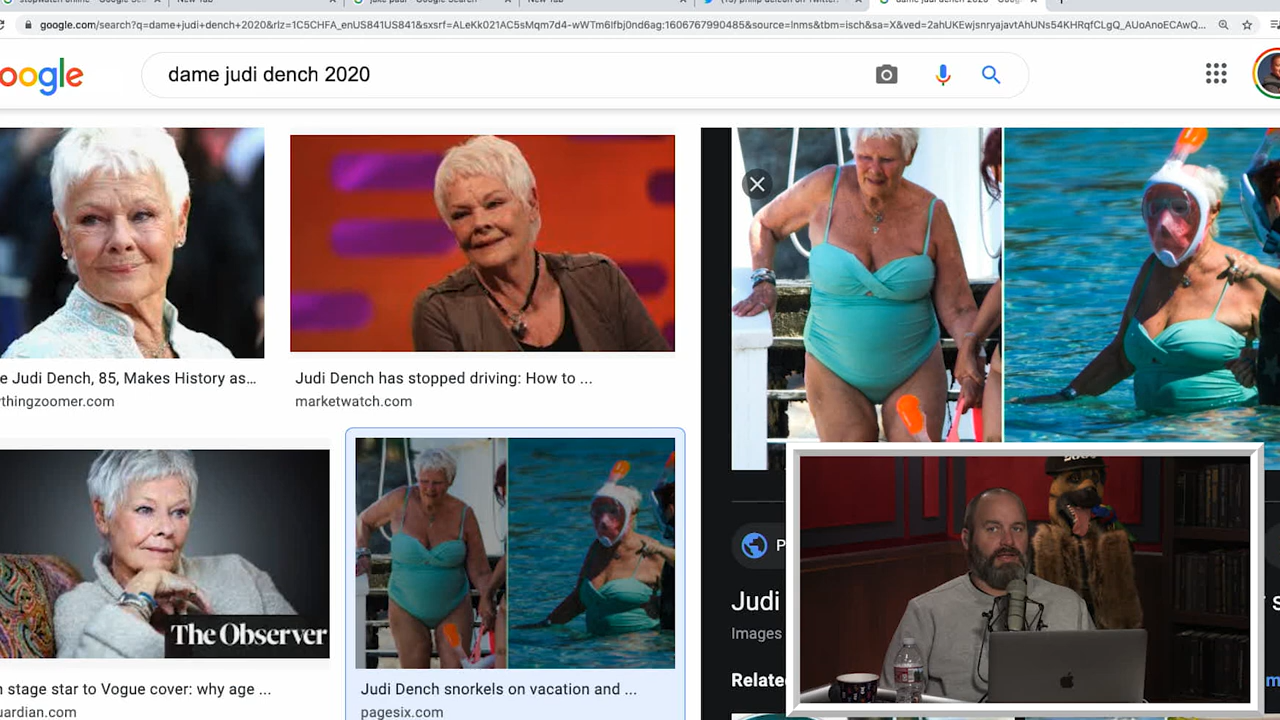 google.com/search?q=dame+judi+dench+2020&rlz=1C5CHFA_enUS841US841&sxsrf=ALeKk021AC5sMqm7d4-wWTm6Ifbj0nd6ag:1606767990485&source=lnms&tbm=isch&sa=X&ved=2ahUKEwjsnryajavtAhUNs54KHRqfCLgQ_AUoAnoECAwQ...
oogle
dame judi dench 2020
e Judi Dench, 85, Makes History as...
thingzoomer.com
Judi Dench has stopped driving: How to ...
marketwatch.com
The Observer
P
Judi
Images
Relate
stage star to Vogue cover: why age ...
uardian.com
Judi Dench snorkels on vacation and ...
pagesix.com